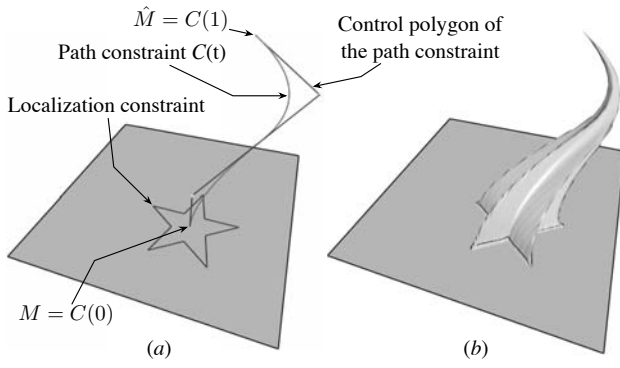 M̂ = C(1)
Path constraint C(t)
Control polygon of
the path constraint
Localization constraint
M = C(0)
(a)
(b)